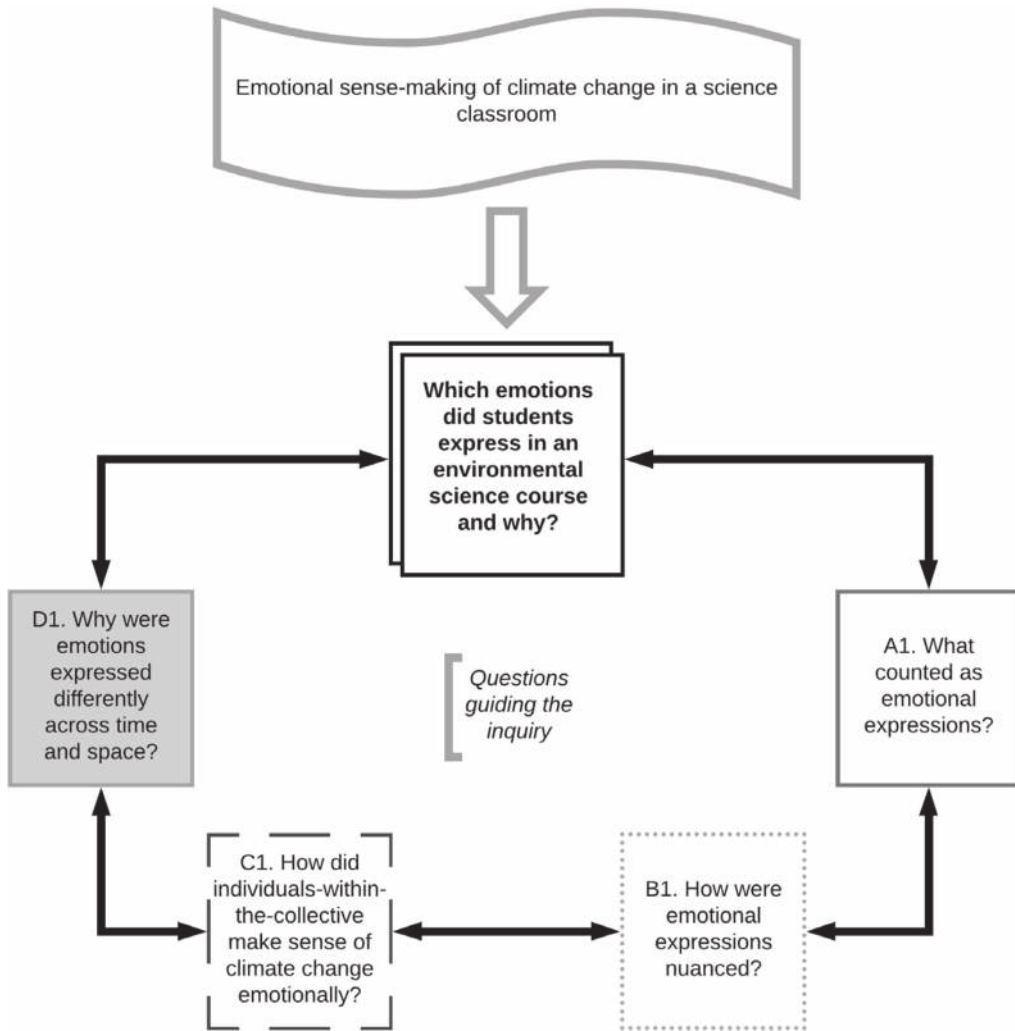 Emotional sense-making of climate change in a science
classroom
Which emotions
did students
express in an
environmental
science course
and why?
D1. Why were
emotions
expressed
differently
across time
and space?
Questions
guiding the
inquiry
A1. What
counted as
emotional
expressions?
C1. How did
individuals-within-
the-collective
make sense of
climate change
emotionally?
B1. How were
emotional
expressions
nuanced?